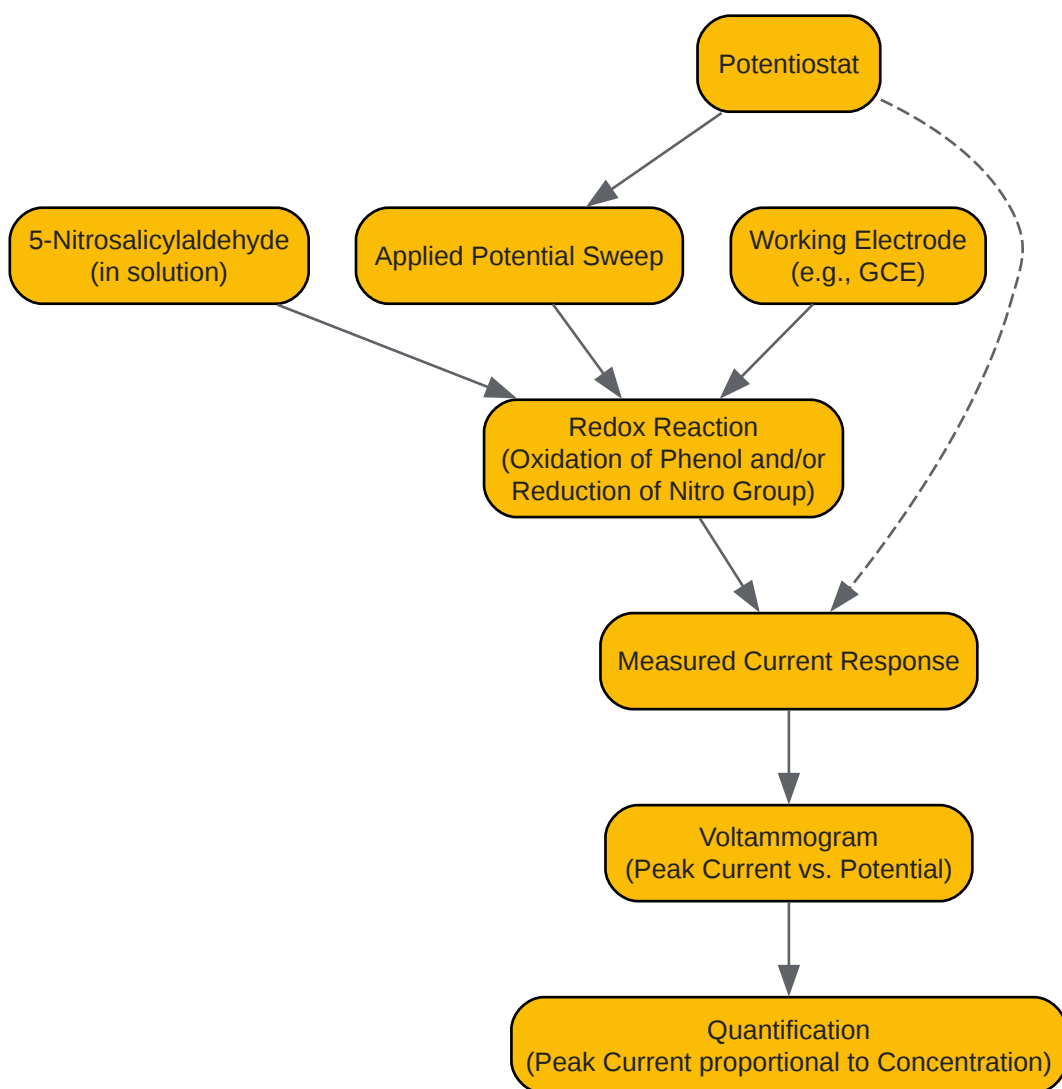 Potentiostat
5-Nitrosalicylaldehyde
(in solution)
Applied Potential Sweep
Working Electrode
(e.g., GCE)
Redox Reaction
(Oxidation of Phenol and/or
Reduction of Nitro Group)
Measured Current Response
Voltammogram
(Peak Current vs. Potential)
Quantification
(Peak Current proportional to Concentration)